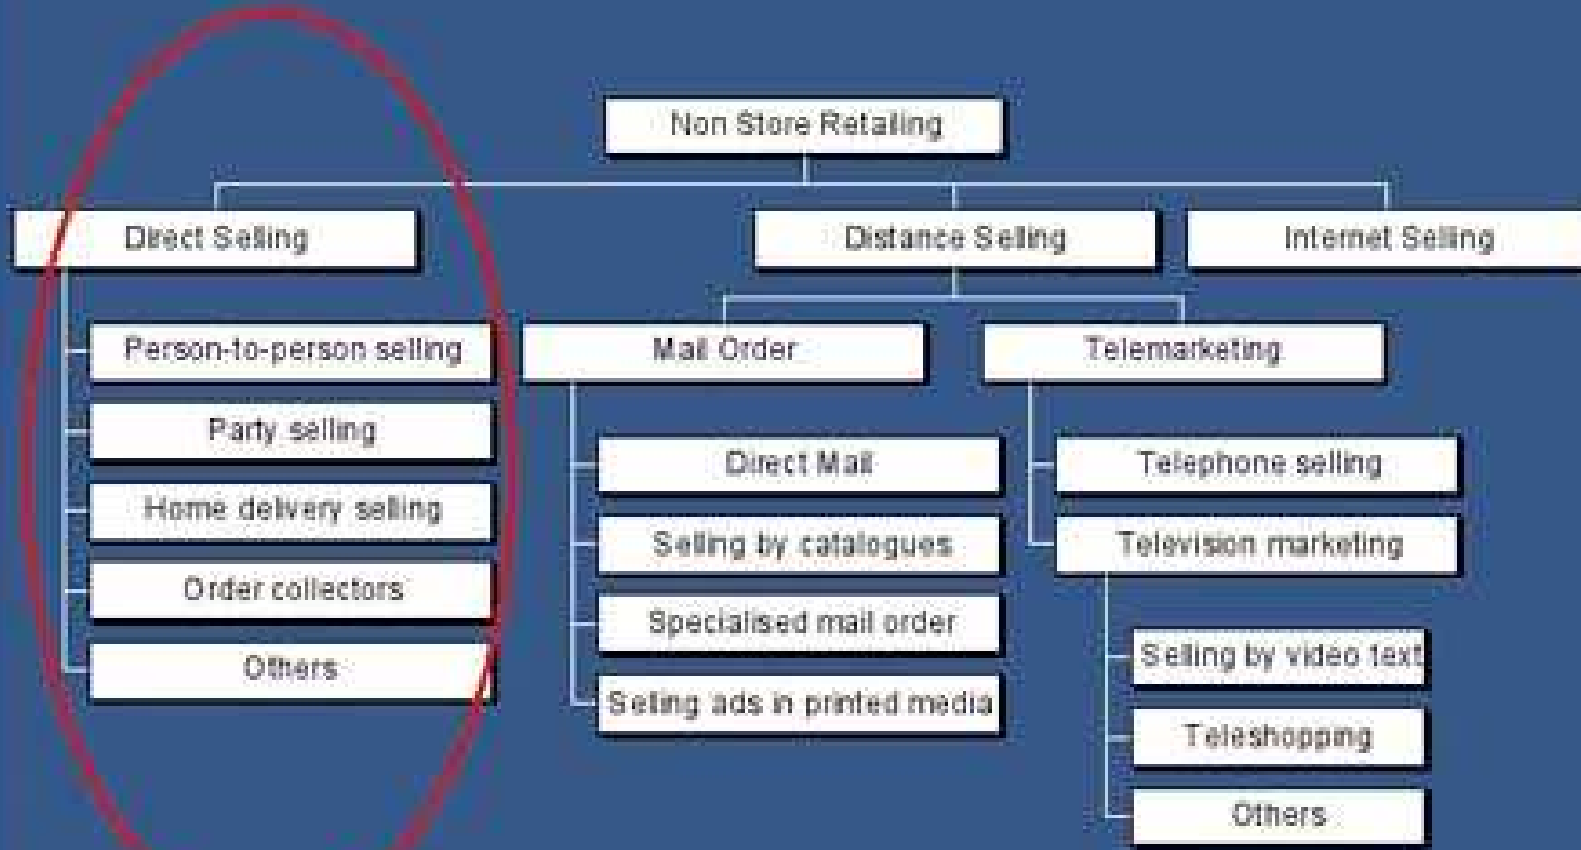 Non Store Retailing
Direct Selling
Distance Selling
Internet Selling
Person-to-person selling
Party selling
Home delivery selling
Order collectors
Others
Mail Order
Direct Mail
Selling by catalogues
Specialised mail order
Selling ads in printed media
Telemarketing
Telephone selling
Television marketing
Selling by video text
Teleshopping
Others